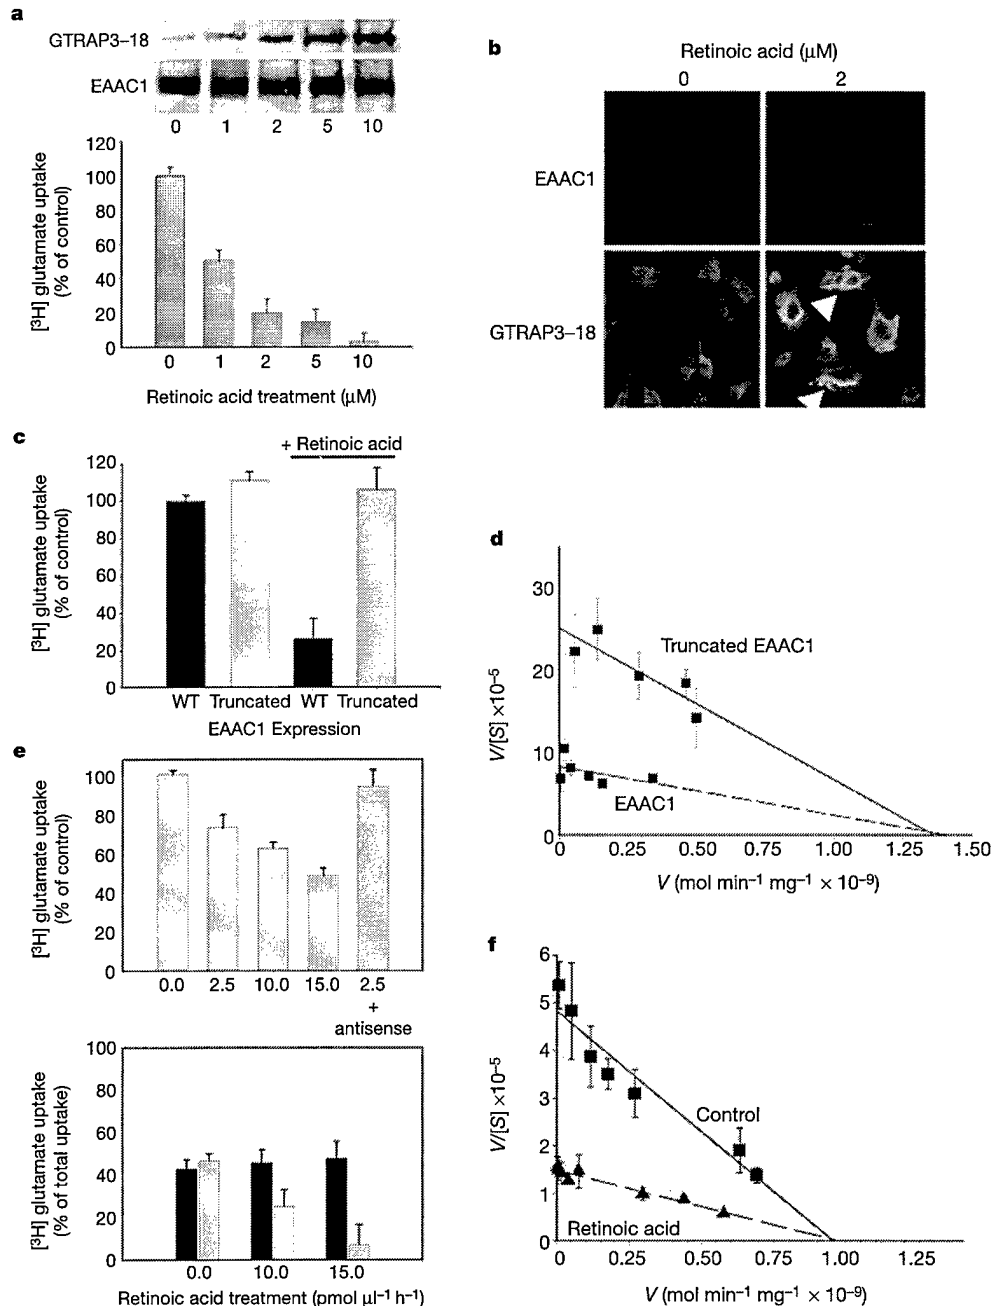 a
GTRAP3–18
EAAC1
0 1 2 5 10
120
100
80
60
40
20
0
[³H] glutamate uptake
(% of control)
0 1 2 5 10
Retinoic acid treatment (μM)
b
Retinoic acid (μM)
0 2
EAAC1
GTRAP3–18
c
+ Retinoic acid
120
100
80
60
40
20
0
[³H] glutamate uptake
(% of control)
WT Truncated WT Truncated
EAAC1 Expression
d
30
20
10
0
V/[S] ×10⁻⁵
Truncated EAAC1
EAAC1
0 0.25 0.50 0.75 1.00 1.25 1.50
V (mol min⁻¹ mg⁻¹ × 10⁻⁹)
e
100
80
60
40
20
0
[³H] glutamate uptake
(% of control)
0.0 2.5 10.0 15.0 2.5
+
antisense
100
80
60
40
20
0
[³H] glutamate uptake
(% of total uptake)
0.0 10.0 15.0
Retinoic acid treatment (pmol μl⁻¹ h⁻¹)
f
6
5
4
3
2
1
0
V/[S] ×10⁻⁵
Control
Retinoic acid
0 0.25 0.50 0.75 1.00 1.25
V (mol min⁻¹ mg⁻¹ × 10⁻⁹)